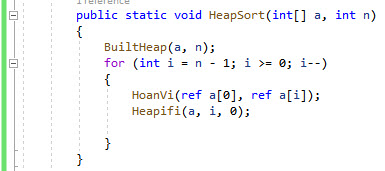 1 reference
public static void HeapSort(int[] a, int n)
{
BuiltHeap(a, n);
for (int i = n - 1; i >= 0; i--)
{
HoanVi(ref a[0], ref a[i]);
Heapifi(a, i, 0);
}
}